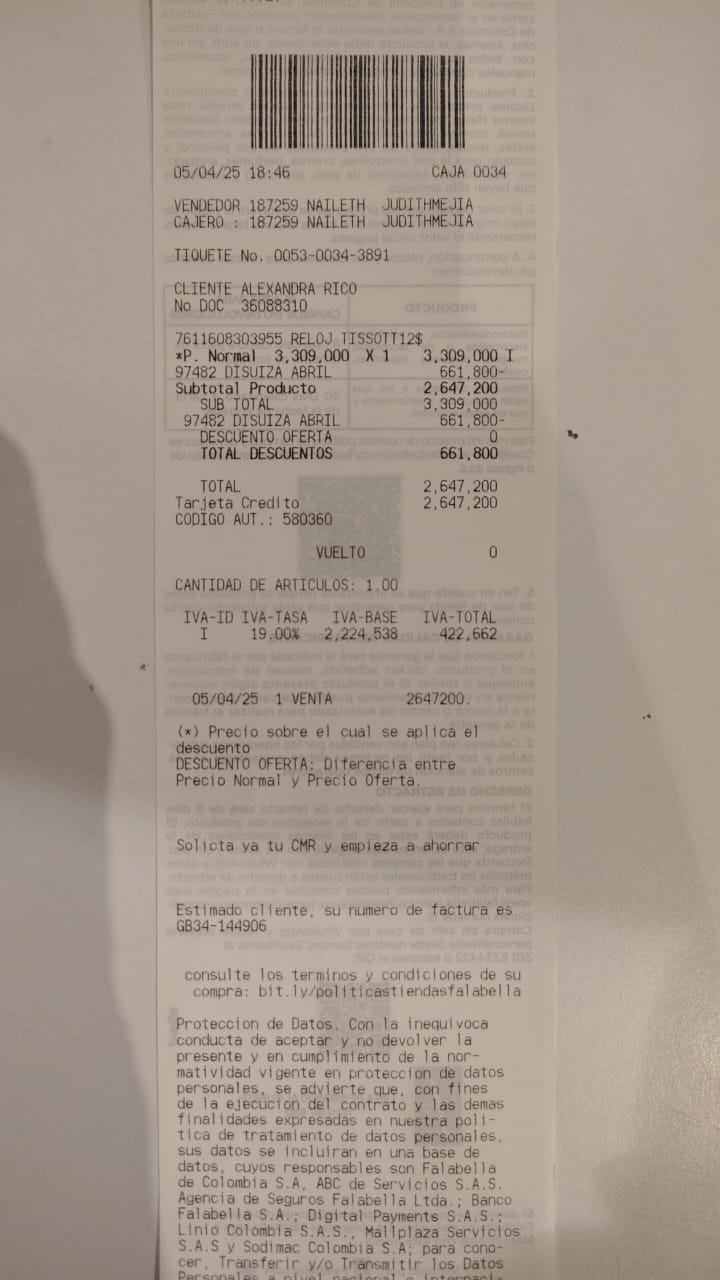 05/04/25 18:46 CAJA 0034
VENDEDOR 187259 NAILETH JUDITHMEJIA
CAJERO : 187259 NAILETH JUDITHMEJIA
TIQUETE No. 0053-0034-3891
CLIENTE ALEXANDRA RICO
No DOC 36088310
7611608303955 RELOJ TISSOTT12$
*P. Normal 3,309,000 X 1 3,309,000 I
97482 DISUIZA ABRIL 661,800-
Subtotal Producto 2,647,200
SUB TOTAL 3,309,000
97482 DISUIZA ABRIL 661,800-
DESCUENTO OFERTA 0
TOTAL DESCUENTOS 661,800
TOTAL 2,647,200
Tarjeta Credito 2,647,200
CODIGO AUT.: 580360
VUELTO 0
CANTIDAD DE ARTICULOS: 1.00
IVA-ID IVA-TASA IVA-BASE IVA-TOTAL
I 19.00% 2,224,538 422,662
05/04/25 1 VENTA 2647200.
(*) Precio sobre el cual se aplica el
descuento
DESCUENTO OFERTA: Diferencia entre
Precio Normal y Precio Oferta.
Solicta ya tu CMR y empieza a ahorrar
Estimado cliente, su numero de factura es
GB34-144906
consulte los terminos y condiciones de su
compra: bit.ly/politicastiendasfalabella
Proteccion de Datos. Con la inequivoca
conducta de aceptar y no devolver la
presente y en cumplimiento de la nor-
matividad vigente en proteccion de datos
personales, se advierte que, con fines
de la ejecucion del contrato y las demas
finalidades expresadas en nuestra poli-
tica de tratamiento de datos personales,
sus datos se incluiran en una base de
datos, cuyos responsables son Falabella
de Colombia S.A, ABC de Servicios S.A.S.
Agencia de Seguros Falabella Ltda.; Banco
Falabella S.A.; Digital Payments S.A.S.;
Linio Colombia S.A.S., Mallplaza Servicios
S.A.S y Sodimac Colombia S.A; para cono-
cer, Transferir y/o Transmitir los Datos
Personales a nivel nacional o internaci-